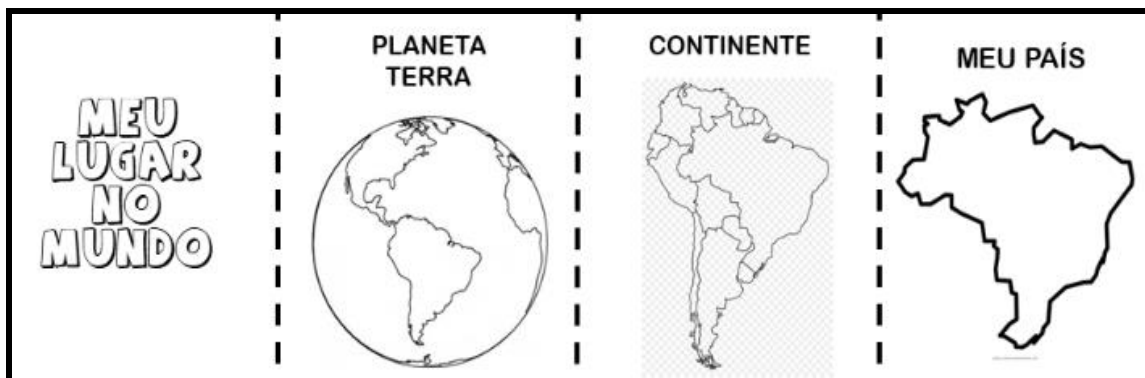 MEU
LUGAR
NO
MUNDO
PLANETA
TERRA
CONTINENTE
MEU PAÍS